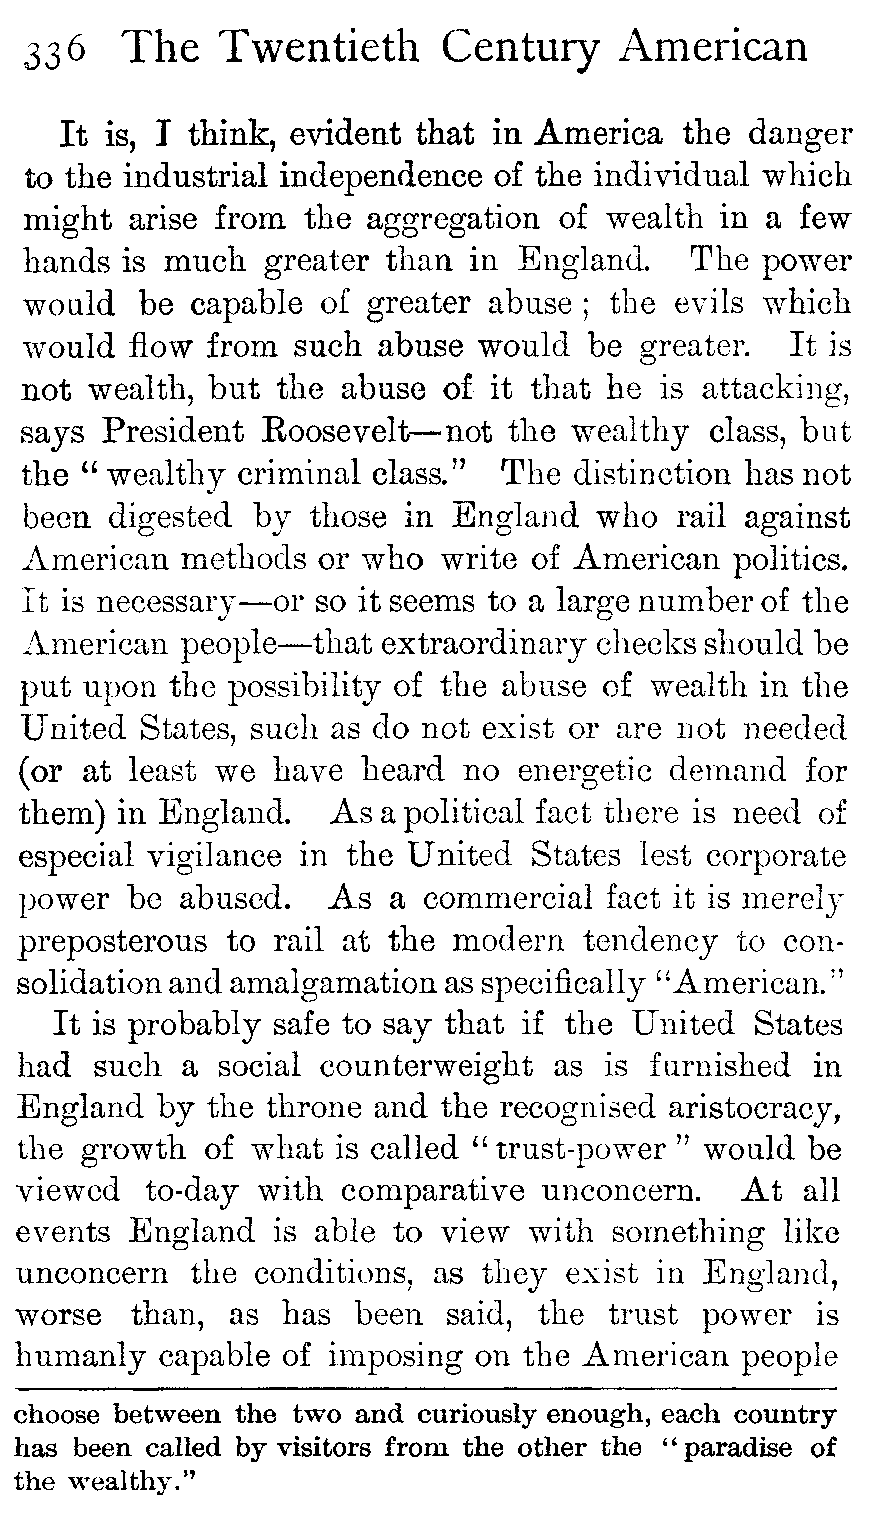 336 The Twentieth Century American
It is, I think, evident that in America the danger
to the industrial independence of the individual which
might arise from the aggregation of wealth in a few
hands is much greater than in England. The power
would be capable of greater abuse; the evils which
would flow from such abuse would be greater. It is
not wealth, but the abuse of it that he is attacking,
says President Roosevelt—not the wealthy class, but
the "wealthy criminal class." The distinction has not
been digested by those in England who rail against
American methods or who write of American politics.
It is necessary—or so it seems to a large number of the
American people—that extraordinary checks should be
put upon the possibility of the abuse of wealth in the
United States, such as do not exist or are not needed
(or at least we have heard no energetic demand for
them) in England. As a political fact there is need of
especial vigilance in the United States lest corporate
power be abused. As a commercial fact it is merely
preposterous to rail at the modern tendency to con-
solidation and amalgamation as specifically "American."
It is probably safe to say that if the United States
had such a social counterweight as is furnished in
England by the throne and the recognised aristocracy,
the growth of what is called "trust-power" would be
viewed to-day with comparative unconcern. At all
events England is able to view with something like
unconcern the conditions, as they exist in England,
worse than, as has been said, the trust power is
humanly capable of imposing on the American people
choose between the two and curiously enough, each country
has been called by visitors from the other the "paradise of
the wealthy."